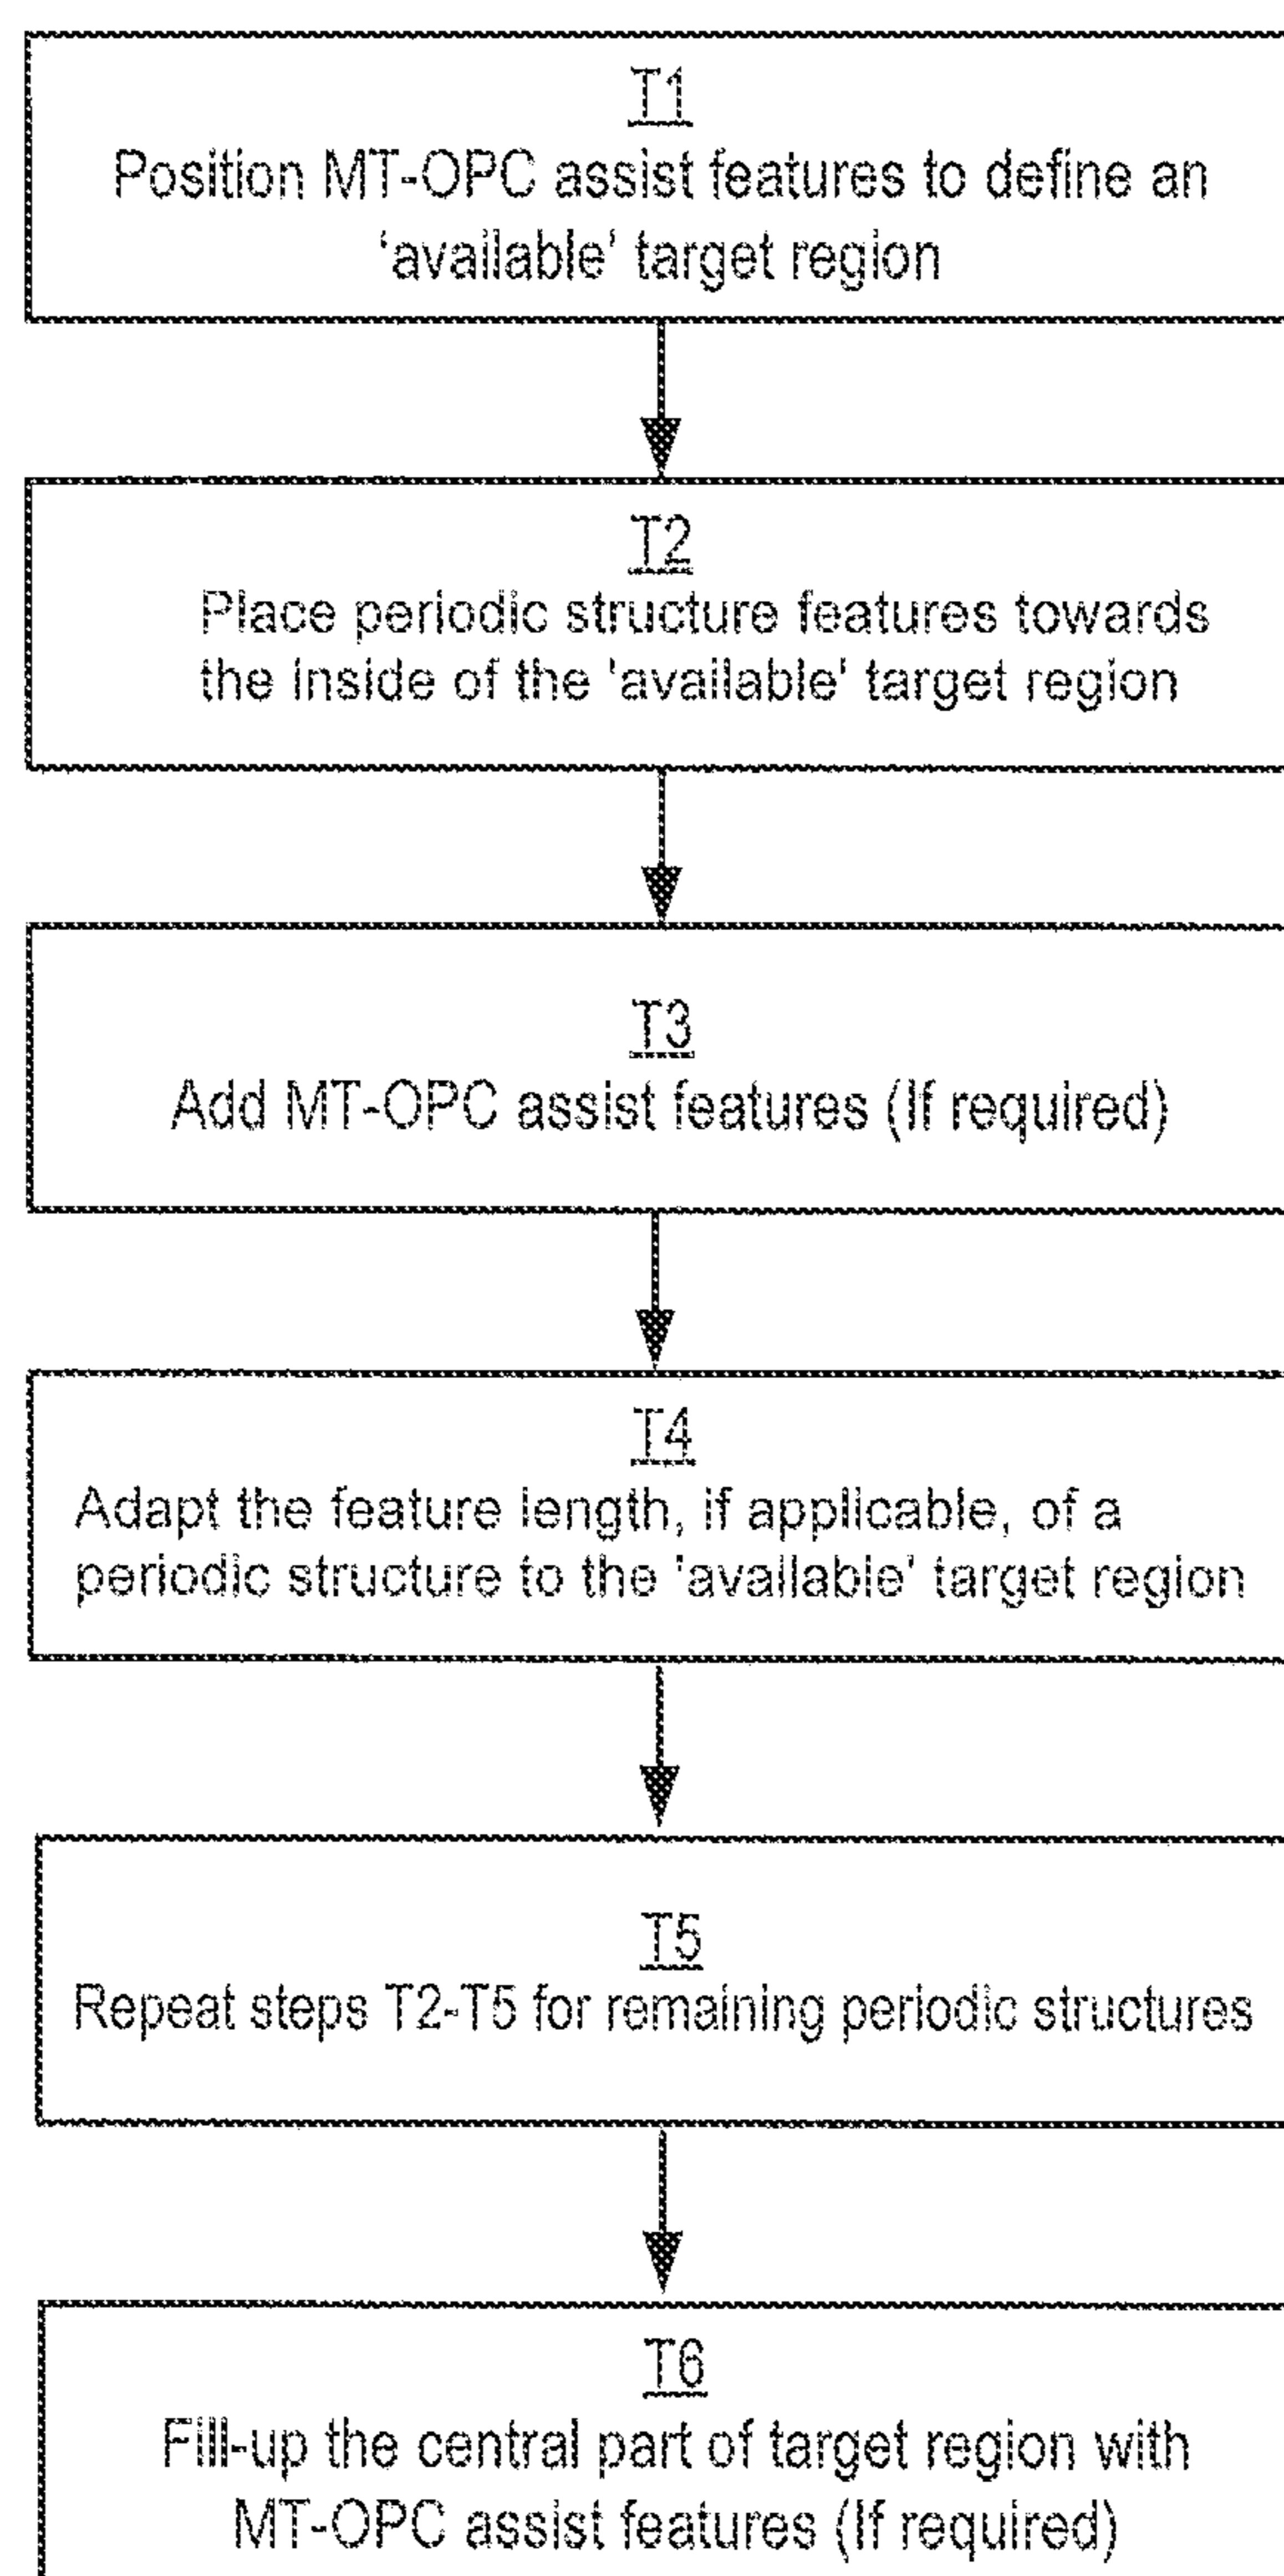 T1
Position MT-OPC assist features to define an
‘available’ target region
T2
Place periodic structure features towards
the inside of the 'available' target region
T3
Add MT-OPC assist features (If required)
T4
Adapt the feature length, if applicable, of a
periodic structure to the 'available' target region
T5
Repeat steps T2-T5 for remaining periodic structures
T6
Fill-up the central part of target region with
MT-OPC assist features (If required)